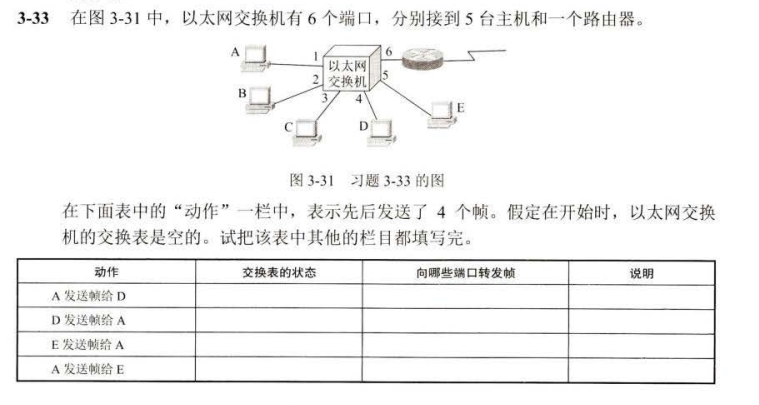 3-33 在图 3-31 中，以太网交换机有 6 个端口，分别接到 5 台主机和一个路由器。
A
1
以太网
交换机
6
2
5
B
3
4
E
C
D
图 3-31 习题 3-33 的图
在下面表中的“动作”一栏中，表示先后发送了 4 个帧。假定在开始时，以太网交换
机的交换表是空的。试把该表中其他的栏目都填写完。
动作 交换表的状态 向哪些端口转发帧 说明
A 发送帧给 D
D 发送帧给 A
E 发送帧给 A
A 发送帧给 E